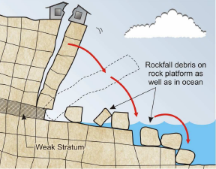 Rockfall debris on
rock platform as
well as in ocean
Weak Stratum